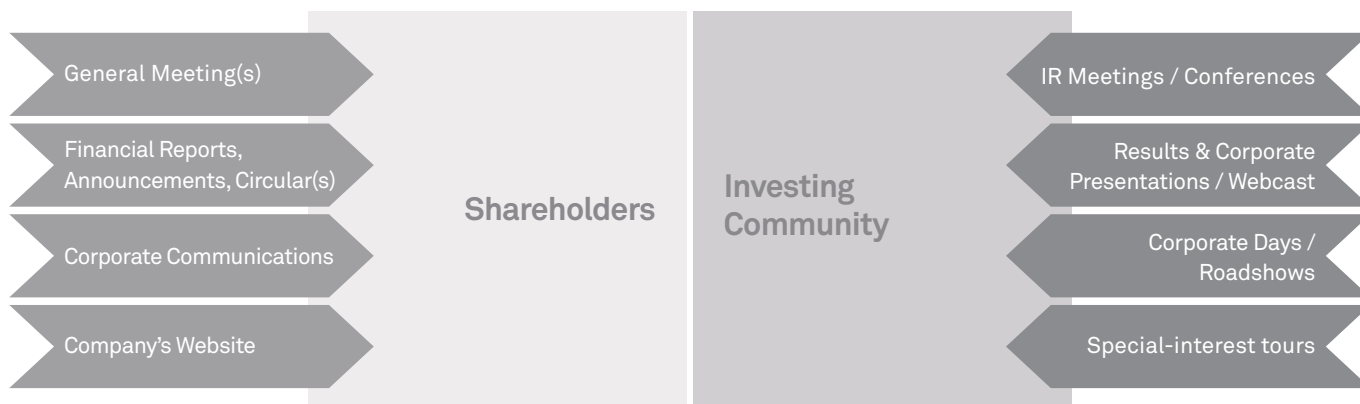 General Meeting(s)
Financial Reports,
Announcements, Circular(s)
Corporate Communications
Company's Website
Shareholders
Investing
Community
IR Meetings / Conferences
Results & Corporate
Presentations / Webcast
Corporate Days /
Roadshows
Special-interest tours